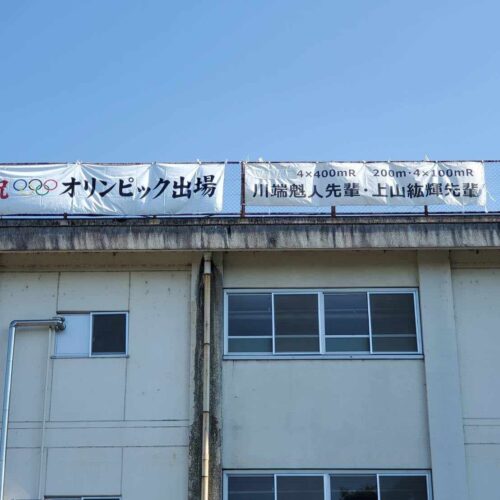 祝 オリンピック出場
4×400mR 200m・4×100mR
川端魁人先輩・上山紘輝先輩